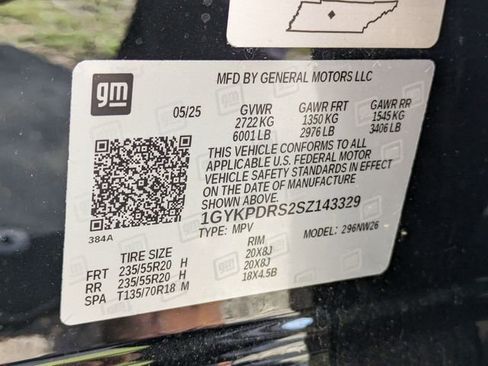 gm
MFD BY GENERAL MOTORS LLC
05/25 GVWR GAWR FRT GAWR RR
2722 KG 1350 KG 1545 KG
6001 LB 2976 LB 3406 LB
THIS VEHICLE CONFORMS TO ALL
APPLICABLE U.S. FEDERAL MOTOR
VEHICLE SAFETY STANDARDS IN EFFECT
ON THE DATE OF MANUFACTURE SHOWN
ABOVE.
1GYKPDRS2SZ143329
384A TYPE: MPV MODEL: 296NW26
TIRE SIZE RIM
FRT 235/55R20 H 20X8J
RR 235/55R20 H 20X8J
SPA T135/70R18 M 18X4.5B